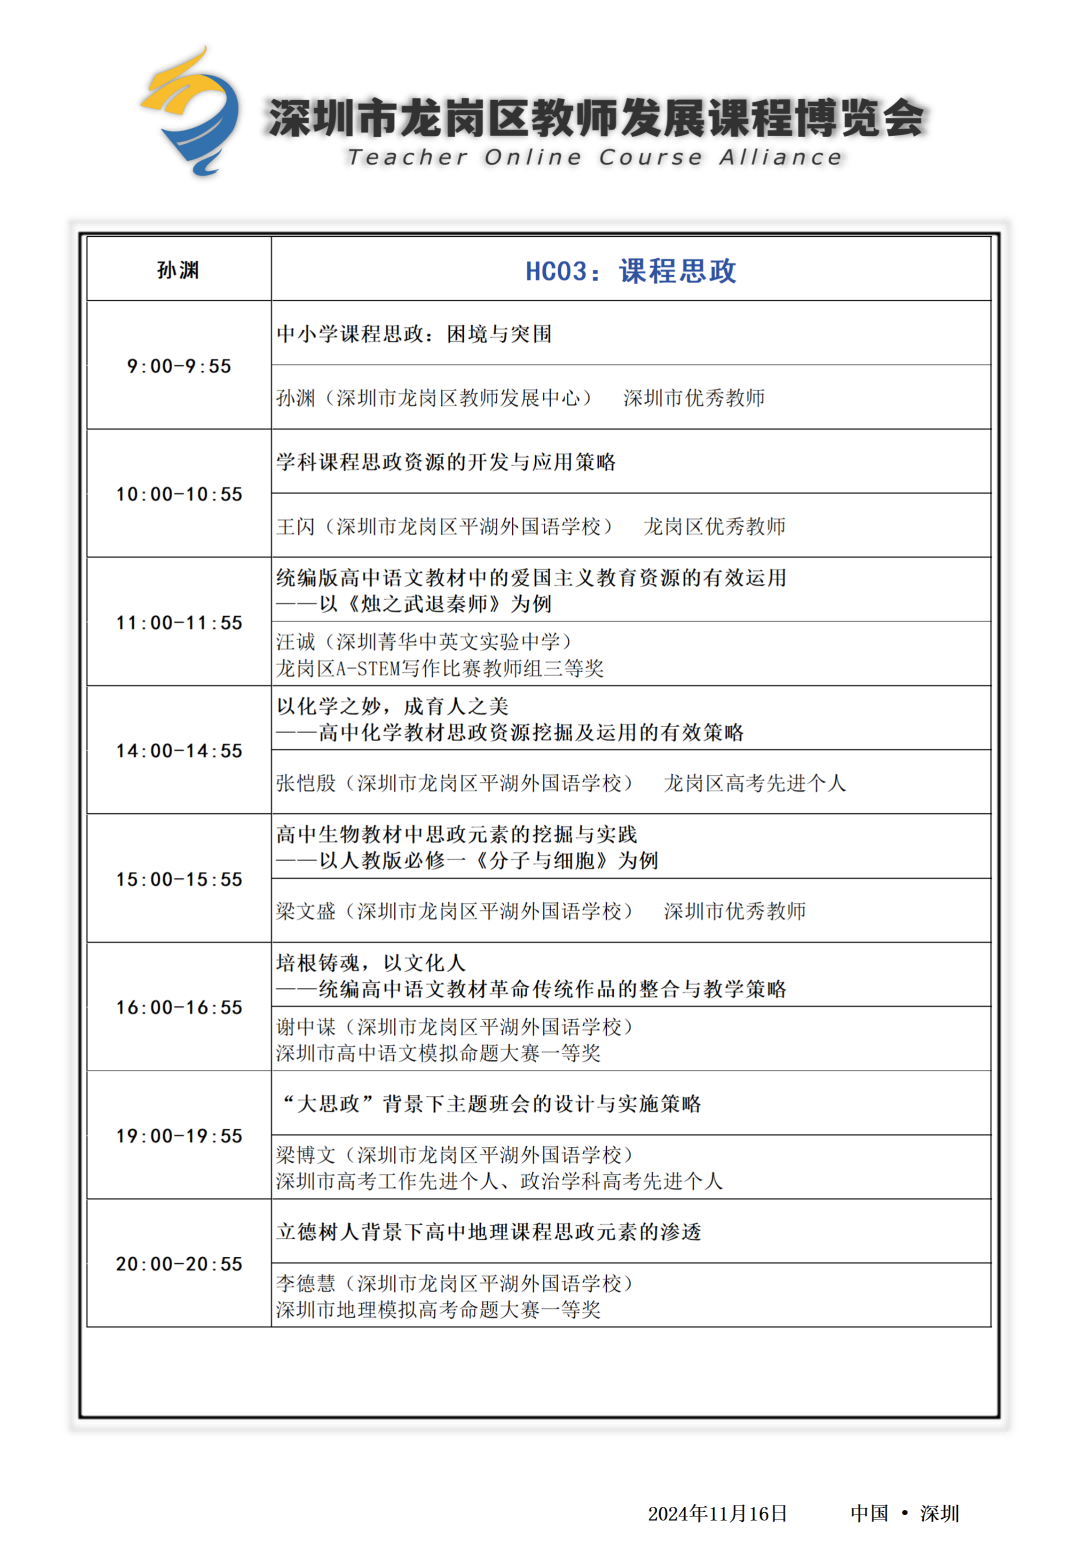 深圳市龙岗区教师发展课程博览会
Teacher Online Course Alliance
孙渊
HC03：课程思政
9:00-9:55
中小学课程思政：困境与突围
孙渊（深圳市龙岗区教师发展中心） 深圳市优秀教师
10:00-10:55
学科课程思政资源的开发与应用策略
王闪（深圳市龙岗区平湖外国语学校） 龙岗区优秀教师
11:00-11:55
统编版高中语文教材中的爱国主义教育资源的有效运用
——以《烛之武退秦师》为例
汪诚（深圳菁华中英文实验中学）
龙岗区A-STEM写作比赛教师组三等奖
14:00-14:55
以化学之妙，成育人之美
——高中化学教材思政资源挖掘及运用的有效策略
张恺殷（深圳市龙岗区平湖外国语学校） 龙岗区高考先进个人
15:00-15:55
高中生物教材中思政元素的挖掘与实践
——以人教版必修一《分子与细胞》为例
梁文盛（深圳市龙岗区平湖外国语学校） 深圳市优秀教师
16:00-16:55
培根铸魂，以文化人
——统编高中语文教材革命传统作品的整合与教学策略
谢中谋（深圳市龙岗区平湖外国语学校）
深圳市高中语文模拟命题大赛一等奖
19:00-19:55
“大思政”背景下主题班会的设计与实施策略
梁博文（深圳市龙岗区平湖外国语学校）
深圳市高考工作先进个人、政治学科高考先进个人
20:00-20:55
立德树人背景下高中地理课程思政元素的渗透
李德慧（深圳市龙岗区平湖外国语学校）
深圳市地理模拟高考命题大赛一等奖
2024年11月16日 中国 • 深圳